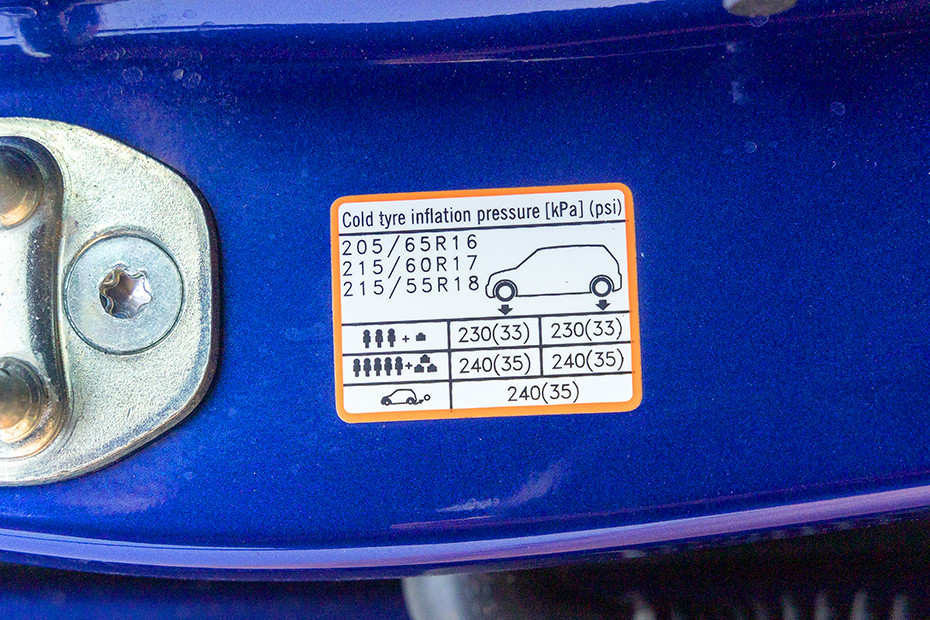 Cold tyre inflation pressure [kPa] (psi)
205/65R16
215/60R17
215/55R18
+ 230(33) 230(33)
+ 240(35) 240(35)
240(35)